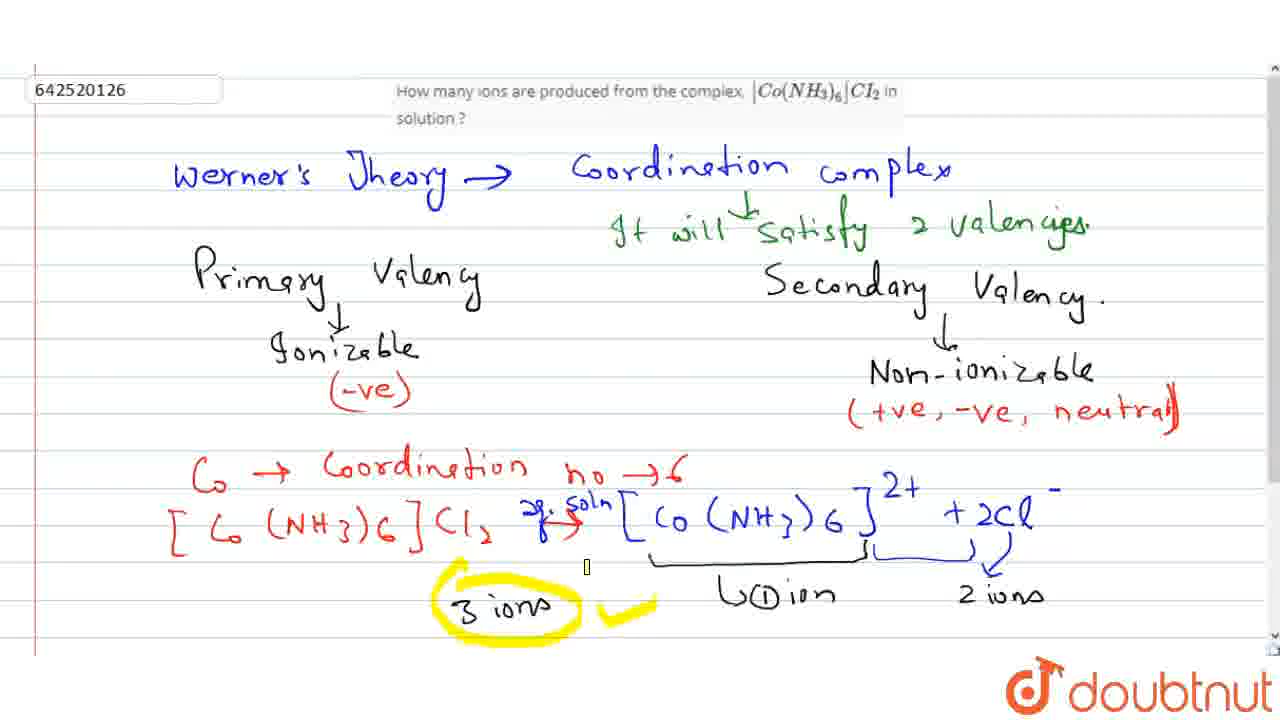 642520126
How many ions are produced from the complex, [Co(NH₃)₆]Cl₂ in
solution ?
Werner's Theory → Coordination complex
↓
It will satisfy 2 valencies.
Primary Valency Secondary Valency.
↓ ↓
Ionizable Non-ionizable
(-ve) (+ve, -ve, neutral)
Co → Coordination no → 6
[Co(NH3)6]Cl2 aq. soln → [Co(NH3)6]2+ + 2Cl-
3 ions ✓ ↳ ① ion 2 ions
doubtnut